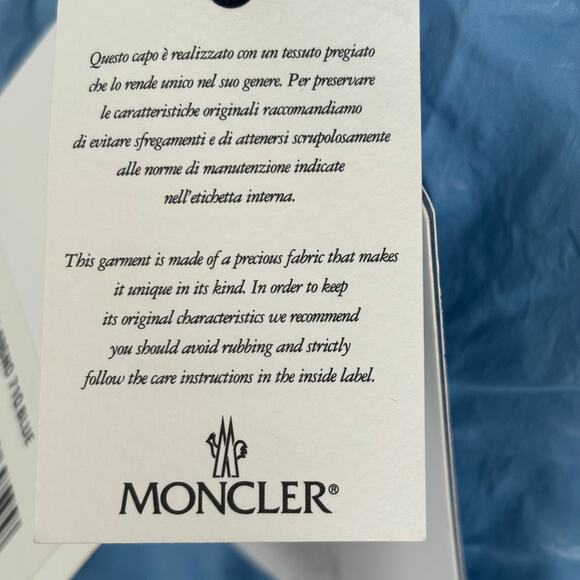 Questo capo è realizzato con un tessuto pregiato
che lo rende unico nel suo genere. Per preservare
le caratteristiche originali raccomandiamo
di evitare sfregamenti e di attenersi scrupolosamente
alle norme di manutenzione indicate
nell'etichetta interna.
This garment is made of a precious fabric that makes
it unique in its kind. In order to keep
its original characteristics we recommend
you should avoid rubbing and strictly
follow the care instructions in the inside label.
MONCLER®
710 BLUE